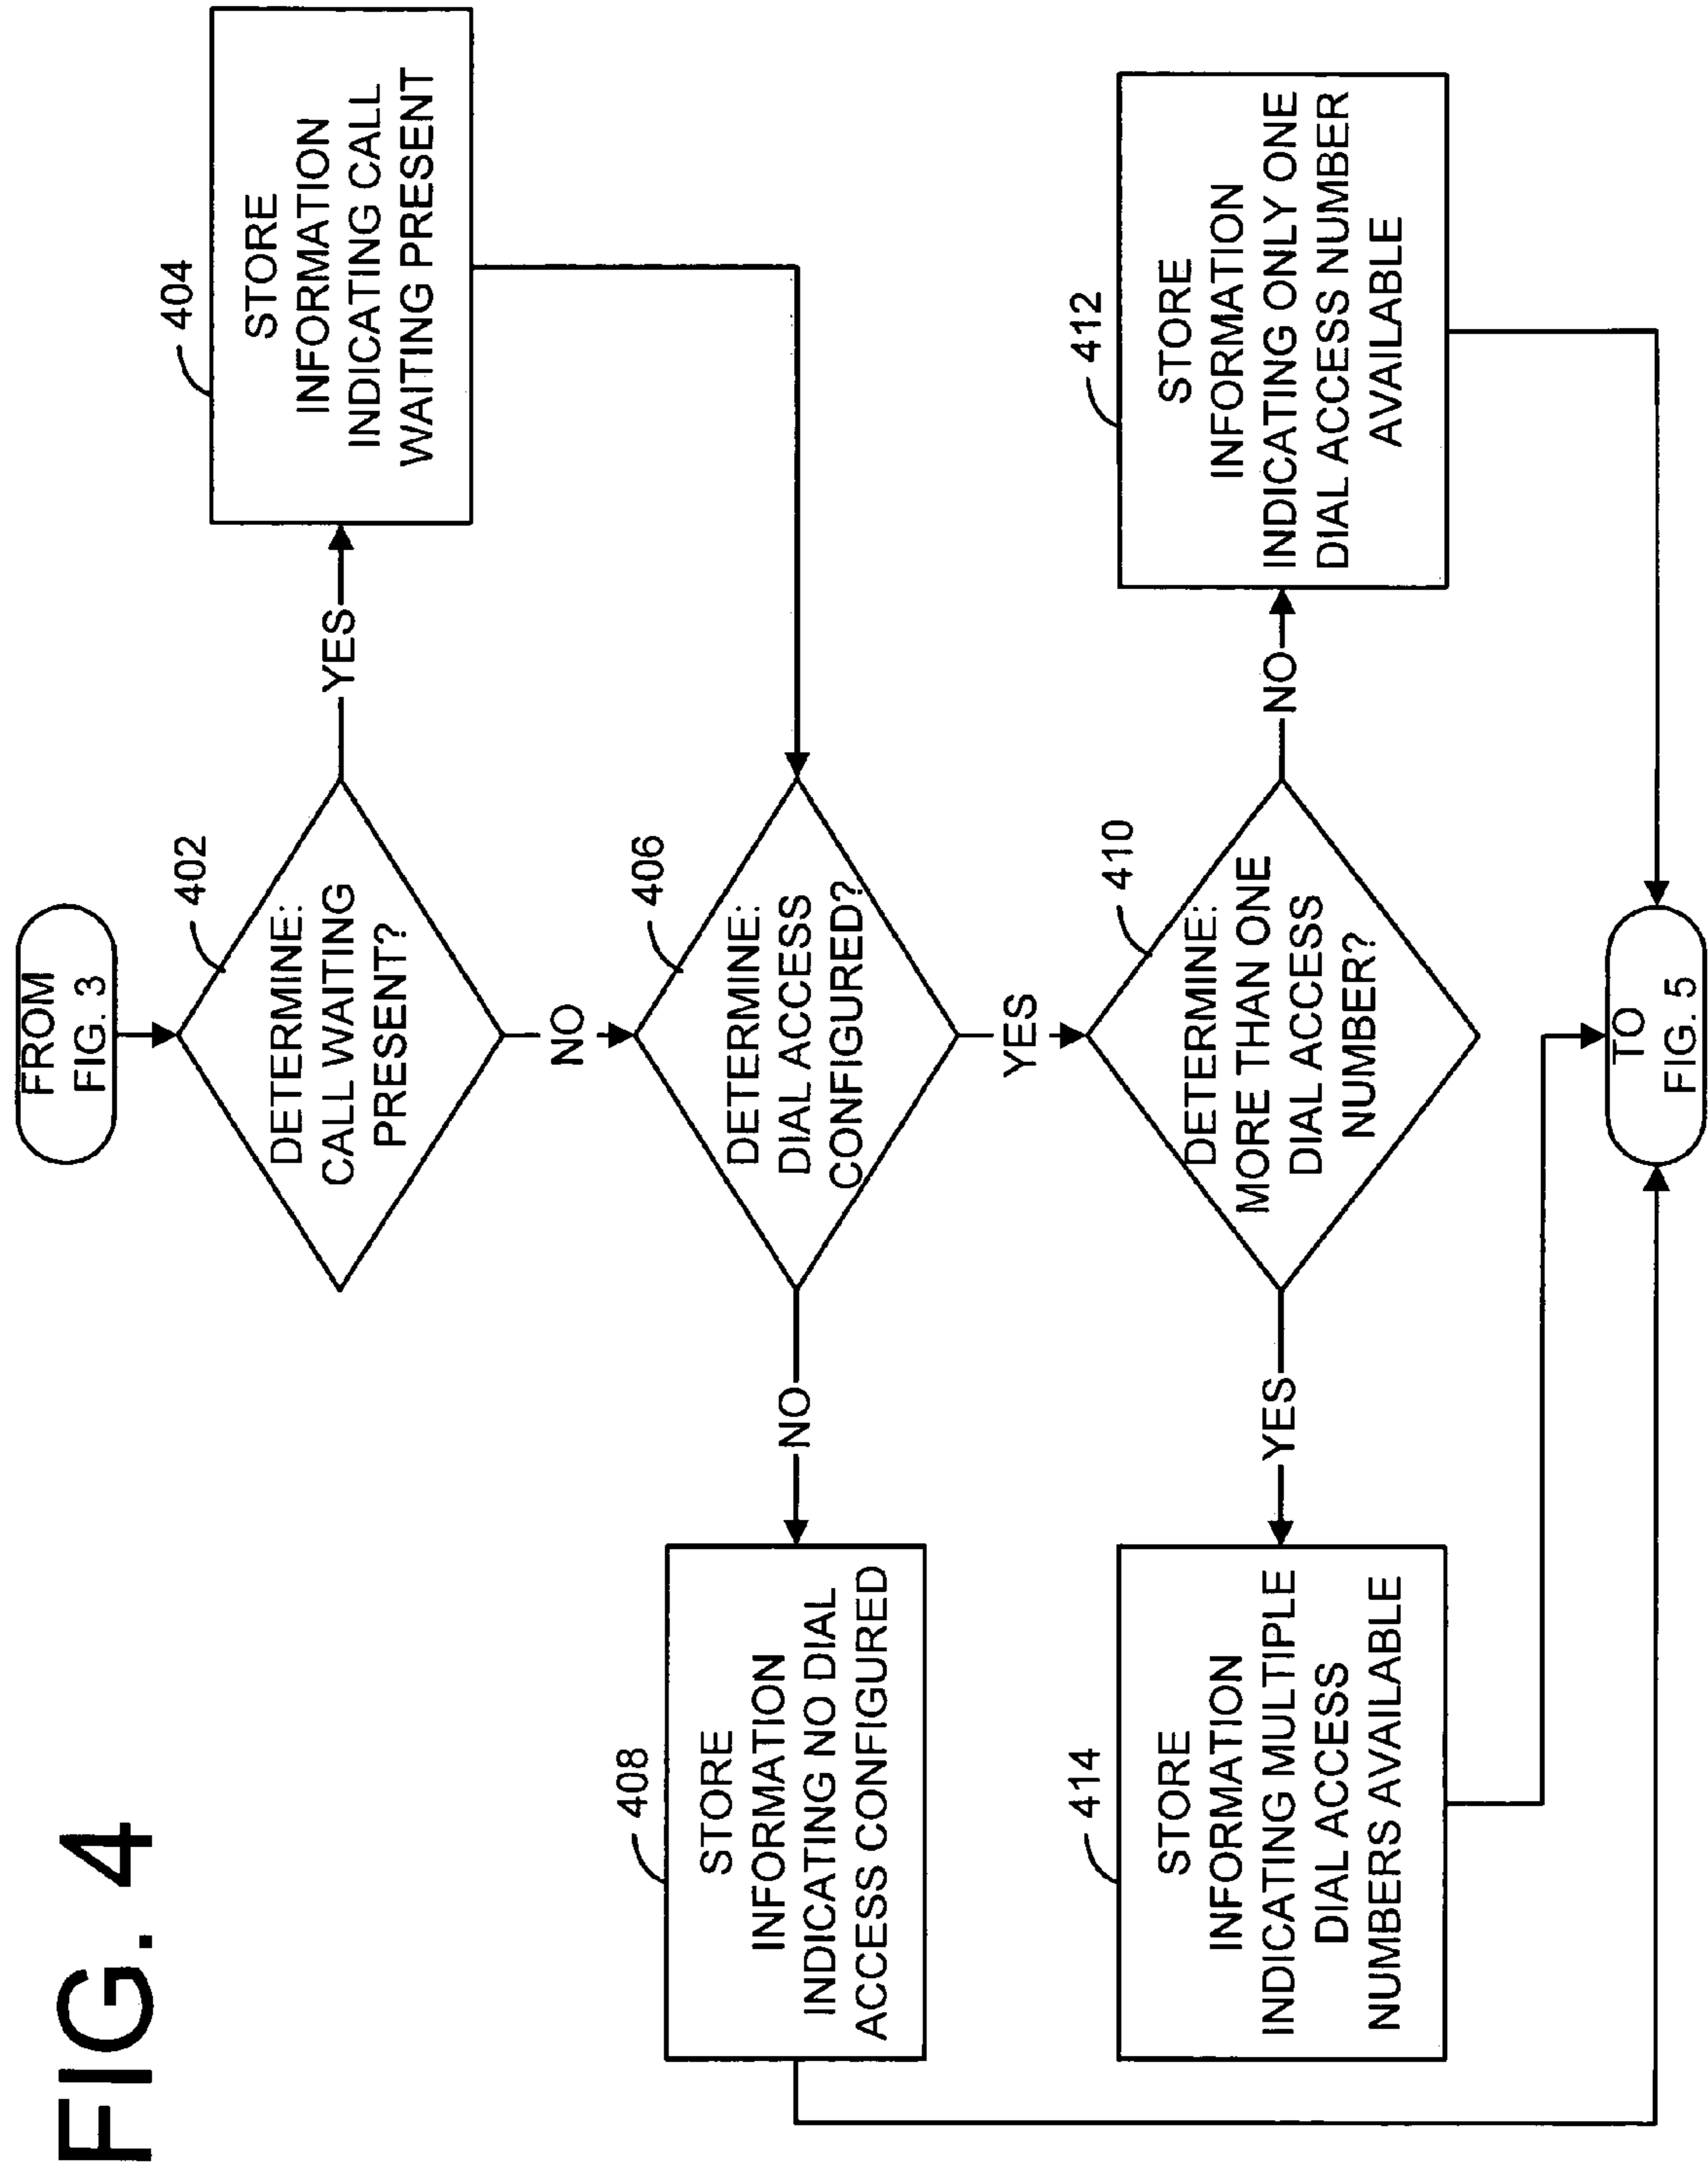 FIG. 4
FROM
FIG. 3
402
DETERMINE:
CALL WAITING
PRESENT?
YES
404
STORE
INFORMATION
INDICATING CALL
WAITING PRESENT
NO
406
DETERMINE:
DIAL ACCESS
CONFIGURED?
NO
408
STORE
INFORMATION
INDICATING NO DIAL
ACCESS CONFIGURED
YES
410
DETERMINE:
MORE THAN ONE
DIAL ACCESS
NUMBER?
NO
412
STORE
INFORMATION
INDICATING ONLY ONE
DIAL ACCESS NUMBER
AVAILABLE
YES
414
STORE
INFORMATION
INDICATING MULTIPLE
DIAL ACCESS
NUMBERS AVAILABLE
TO
FIG. 5